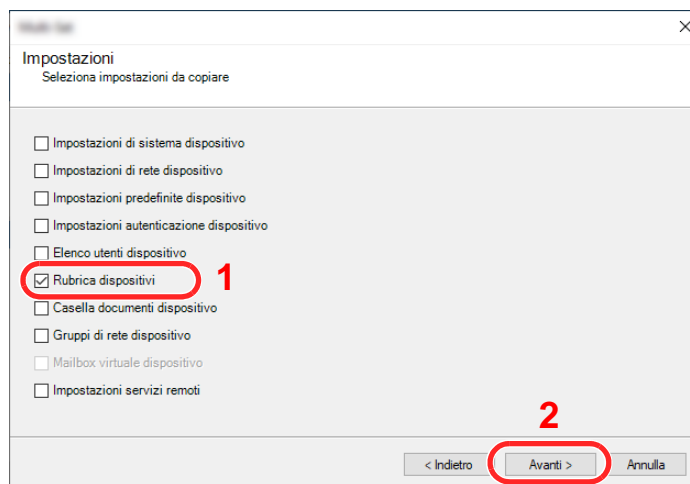 Impostazioni
Seleziona impostazioni da copiare
Impostazioni di sistema dispositivo
Impostazioni di rete dispositivo
Impostazioni predefinite dispositivo
Impostazioni autenticazione dispositivo
Elenco utenti dispositivo
Rubrica dispositivi 1
Casella documenti dispositivo
Gruppi di rete dispositivo
Mailbox virtuale dispositivo
Impostazioni servizi remoti
2
< Indietro Avanti > Annulla